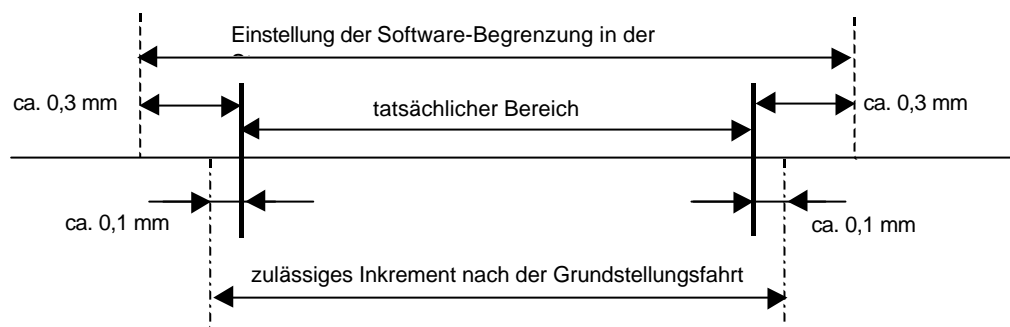 Einstellung der Software-Begrenzung in der
ca. 0,3 mm
tatsächlicher Bereich
ca. 0,3 mm
ca. 0,1 mm
ca. 0,1 mm
zulässiges Inkrement nach der Grundstellungsfahrt